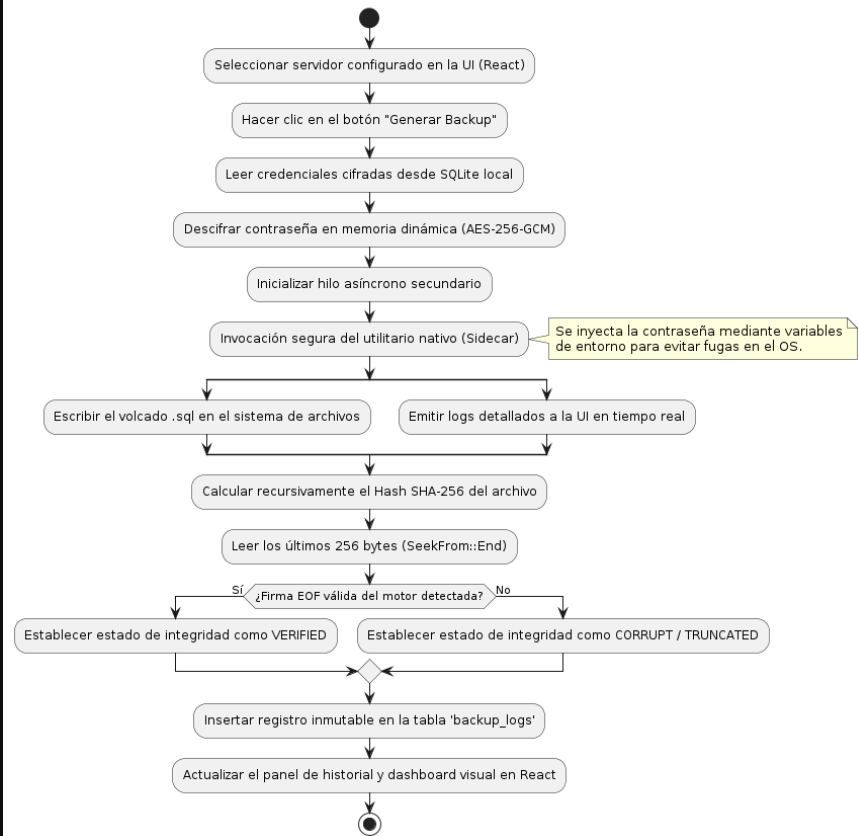 Seleccionar servidor configurado en la UI (React)
Hacer clic en el botón "Generar Backup"
Leer credenciales cifradas desde SQLite local
Descifrar contraseña en memoria dinámica (AES-256-GCM)
Inicializar hilo asíncrono secundario
Invocación segura del utilitario nativo (Sidecar)
Se inyecta la contraseña mediante variables
de entorno para evitar fugas en el OS.
Escribir el volcado .sql en el sistema de archivos
Emitir logs detallados a la UI en tiempo real
Calcular recursivamente el Hash SHA-256 del archivo
Leer los últimos 256 bytes (SeekFrom::End)
Sí
¿Firma EOF válida del motor detectada?
No
Establecer estado de integridad como VERIFIED
Establecer estado de integridad como CORRUPT / TRUNCATED
Insertar registro inmutable en la tabla 'backup_logs'
Actualizar el panel de historial y dashboard visual en React